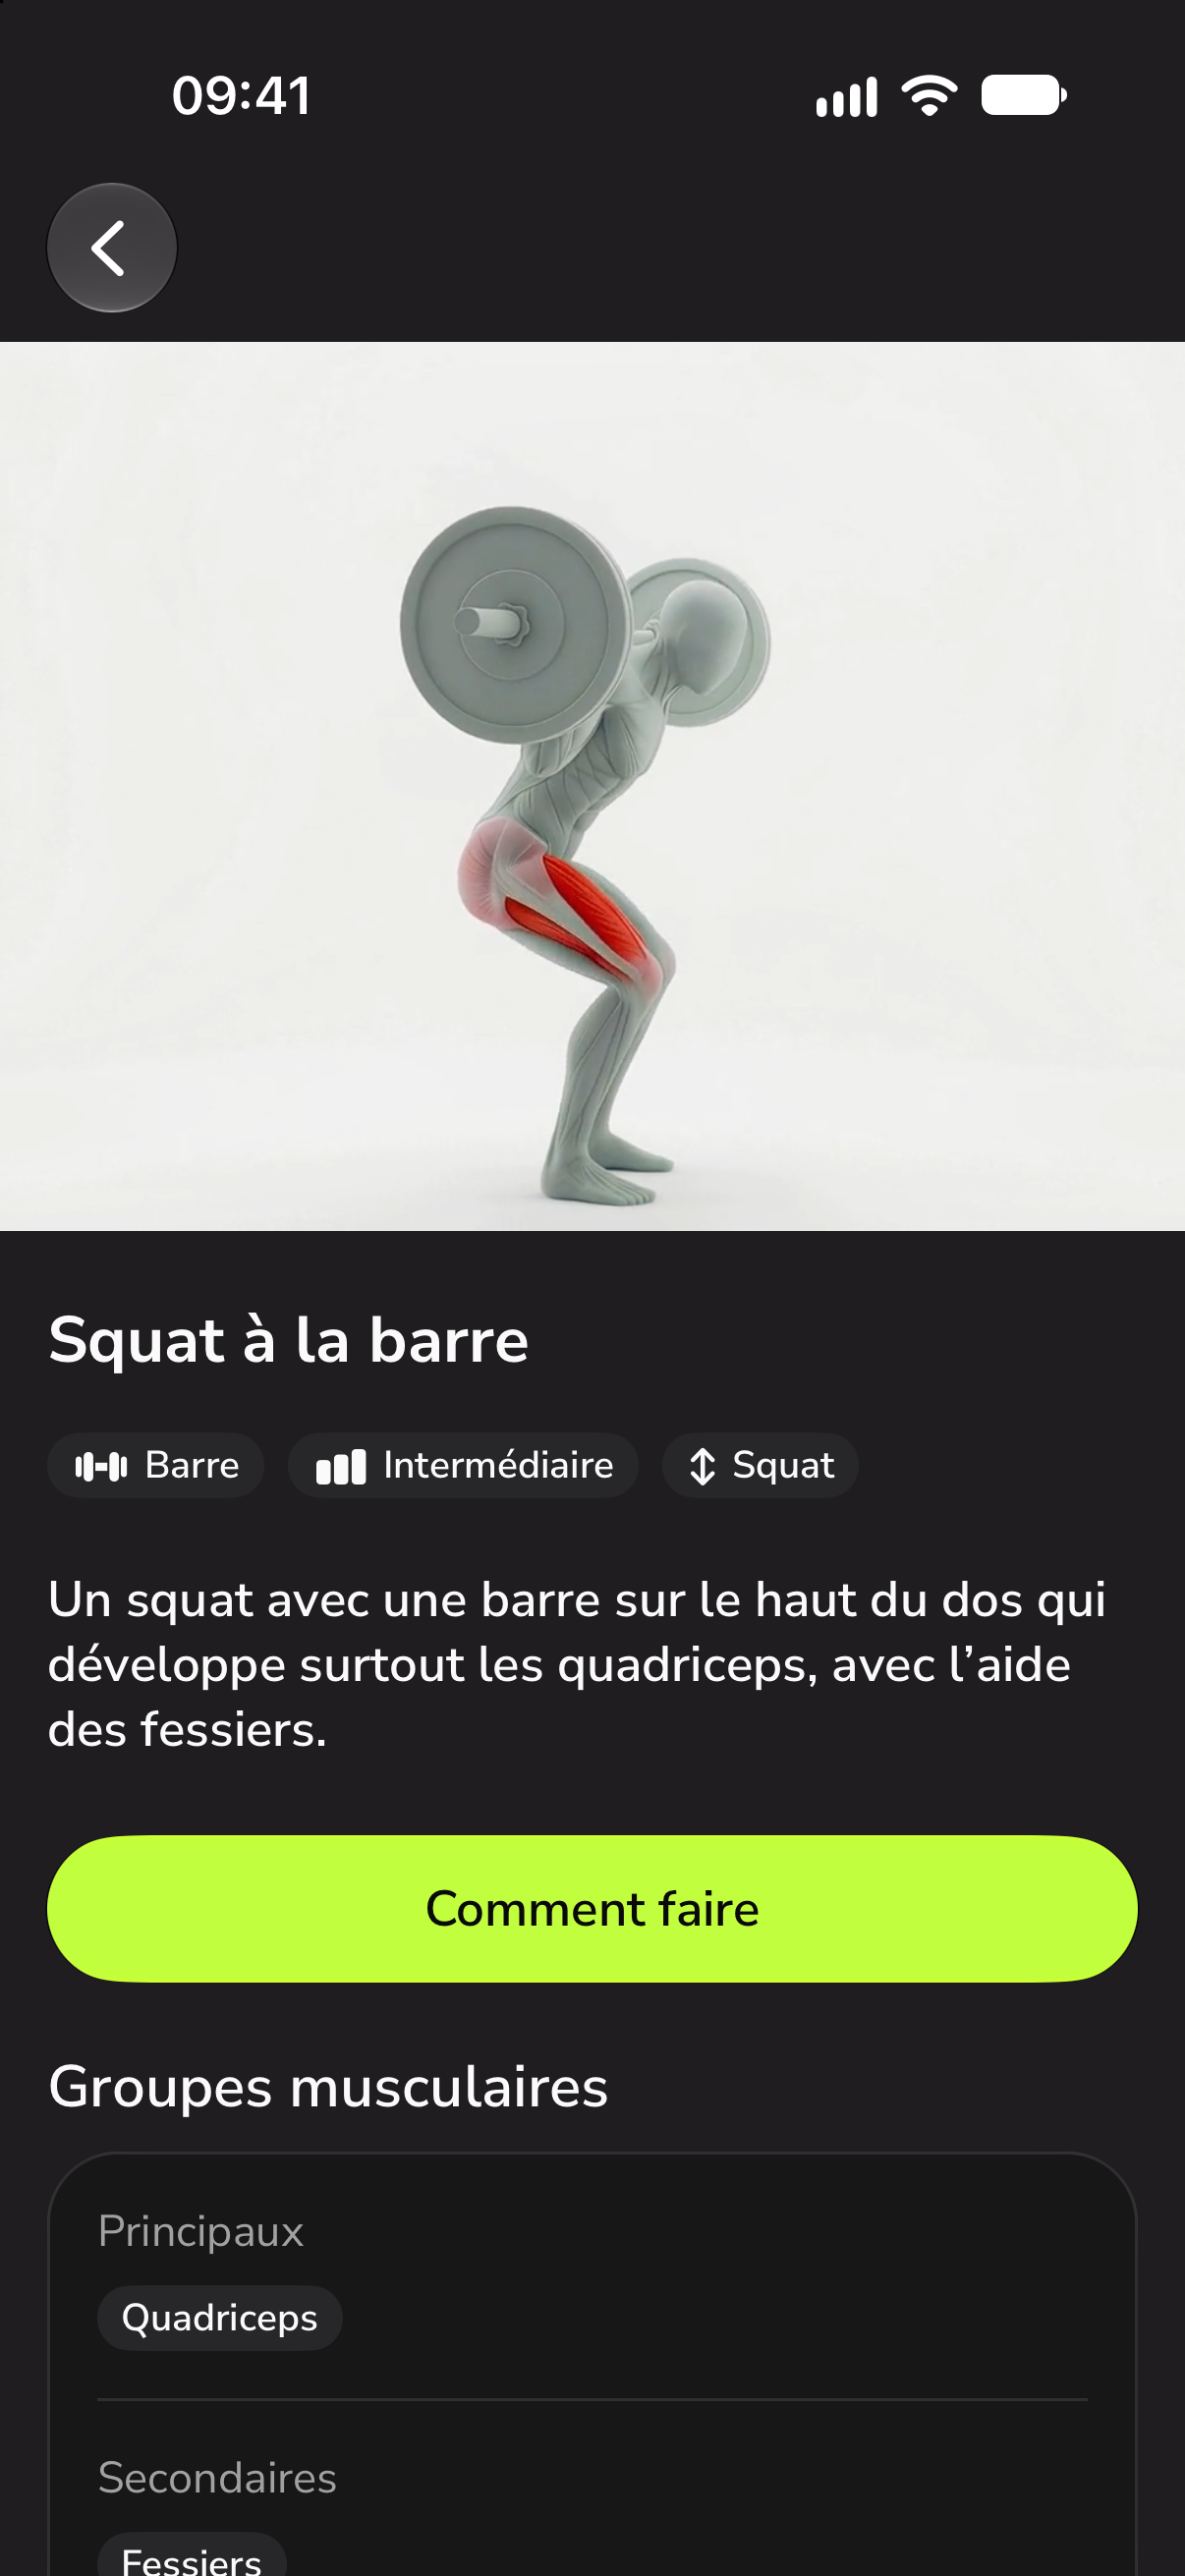 09:41
Squat à la barre
Barre
Intermédiaire
Squat
Un squat avec une barre sur le haut du dos qui
développe surtout les quadriceps, avec l’aide
des fessiers.
Comment faire
Groupes musculaires
Principaux
Quadriceps
Secondaires
Fessiers